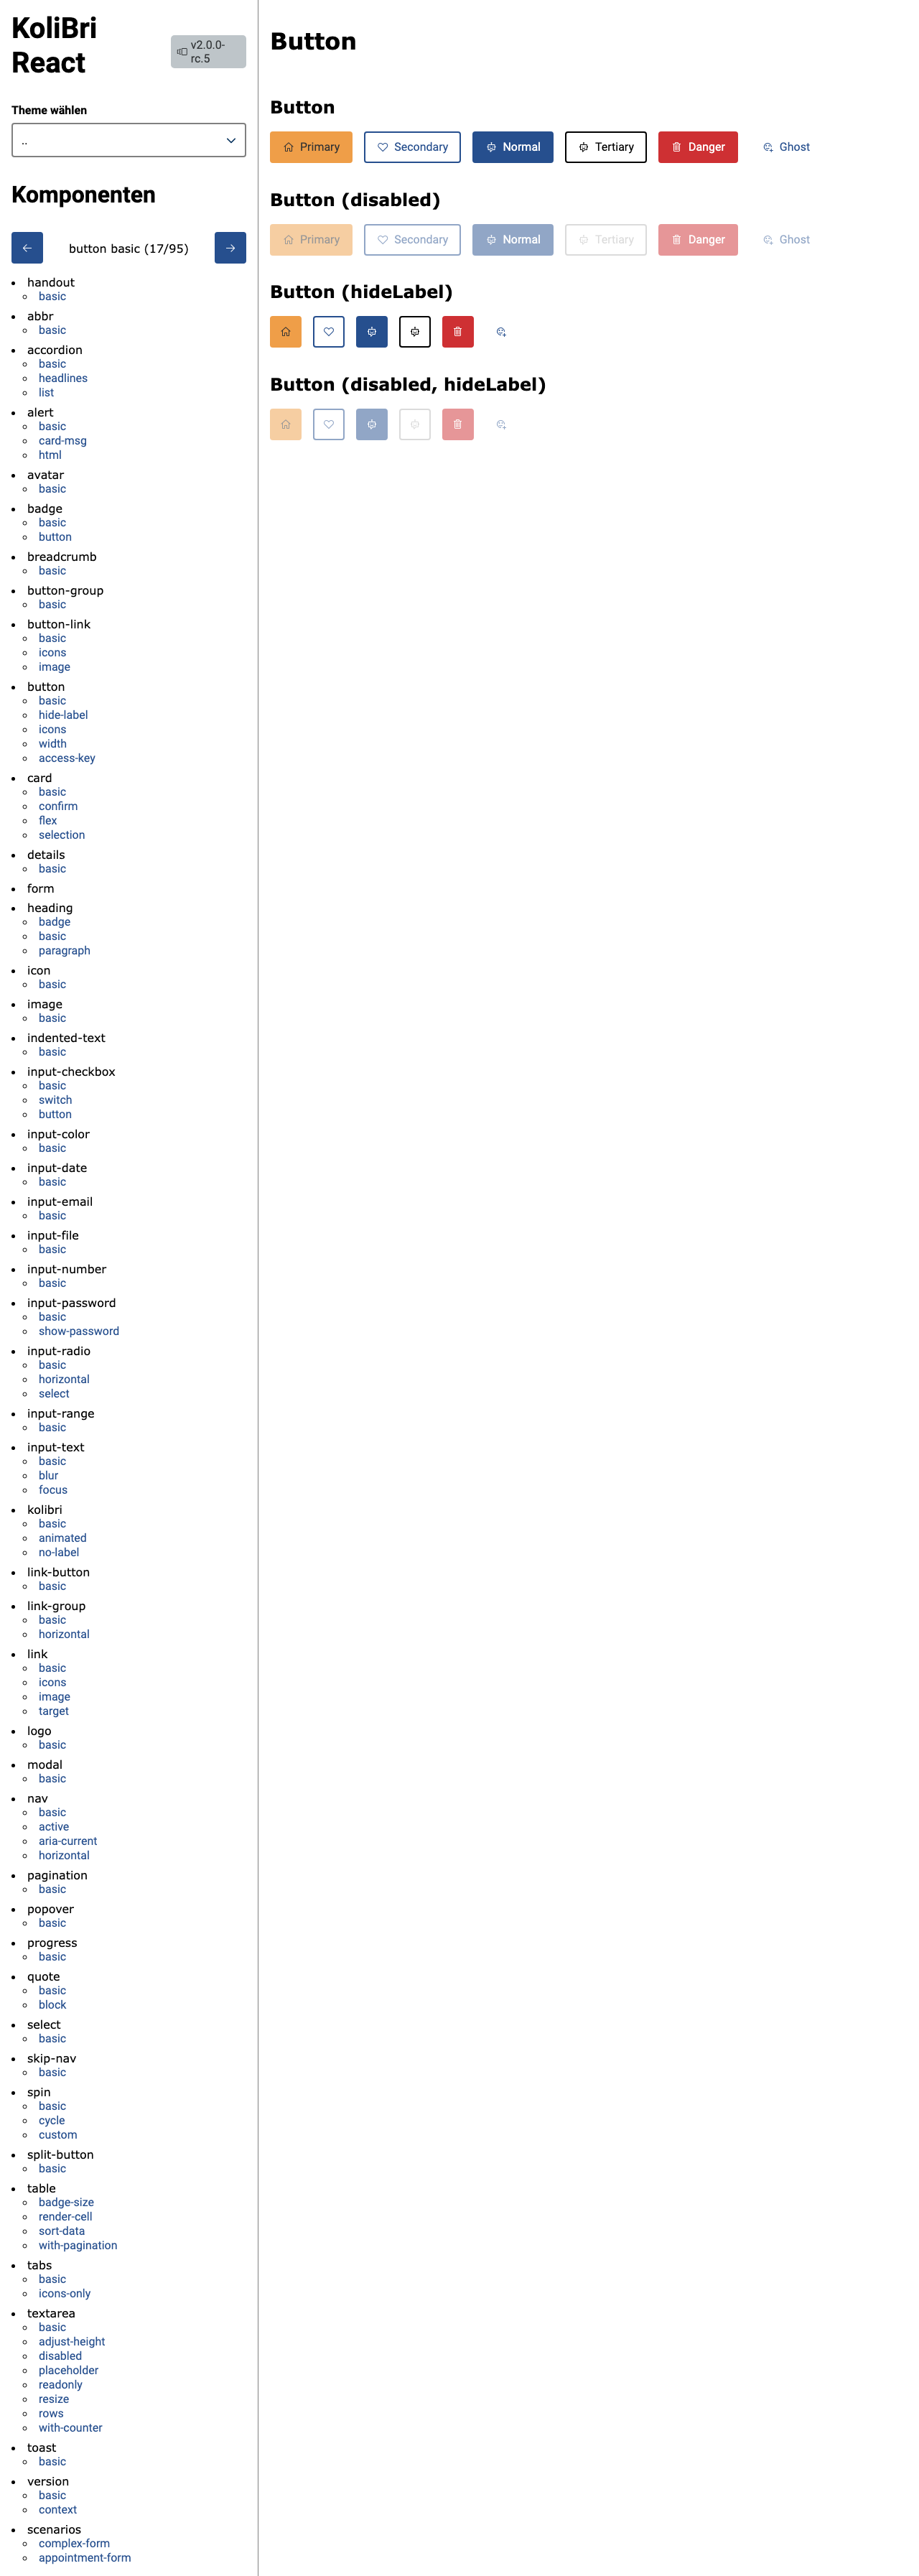 KoliBri
React
v2.0.0-
rc.5
Theme wählen
..
Komponenten
button basic (17/95)
handout
basic
abbr
basic
accordion
basic
headlines
list
alert
basic
card-msg
html
avatar
basic
badge
basic
button
breadcrumb
basic
button-group
basic
button-link
basic
icons
image
button
basic
hide-label
icons
width
access-key
card
basic
confirm
flex
selection
details
basic
form
heading
badge
basic
paragraph
icon
basic
image
basic
indented-text
basic
input-checkbox
basic
switch
button
input-color
basic
input-date
basic
input-email
basic
input-file
basic
input-number
basic
input-password
basic
show-password
input-radio
basic
horizontal
select
input-range
basic
input-text
basic
blur
focus
kolibri
basic
animated
no-label
link-button
basic
link-group
basic
horizontal
link
basic
icons
image
target
logo
basic
modal
basic
nav
basic
active
aria-current
horizontal
pagination
basic
popover
basic
progress
basic
quote
basic
block
select
basic
skip-nav
basic
spin
basic
cycle
custom
split-button
basic
table
badge-size
render-cell
sort-data
with-pagination
tabs
basic
icons-only
textarea
basic
adjust-height
disabled
placeholder
readonly
resize
rows
with-counter
toast
basic
version
basic
context
scenarios
complex-form
appointment-form
Button
Button
Primary Secondary Normal Tertiary Danger Ghost
Button (disabled)
Primary Secondary Normal Tertiary Danger Ghost
Button (hideLabel)
Button (disabled, hideLabel)